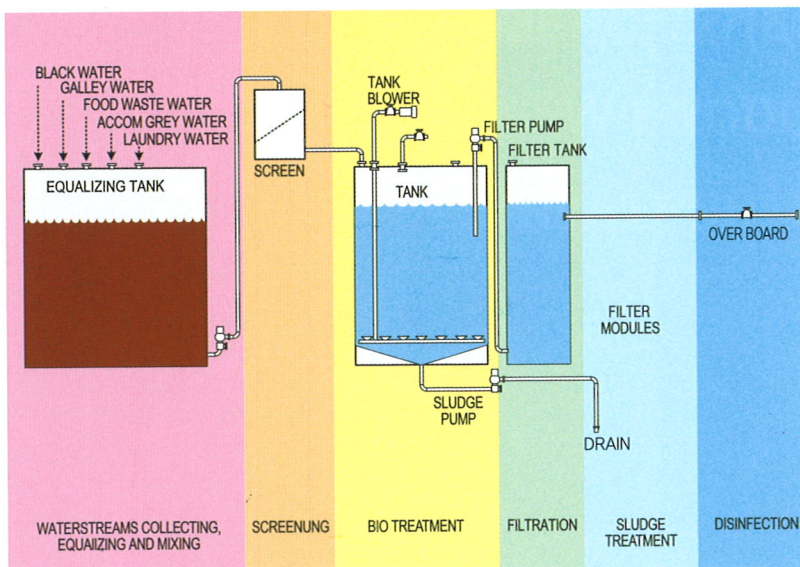 BLACK WATER
GALLEY WATER
FOOD WASTE WATER
ACCOM GREY WATER
LAUNDRY WATER
EQUALIZING TANK
SCREEN
TANK
BLOWER
TANK
FILTER PUMP
FILTER TANK
OVER BOARD
FILTER
MODULES
SLUDGE
PUMP
DRAIN
WATERSTREAMS COLLECTING,
EQUAIIZING AND MIXING
SCREENUNG
BIO TREATMENT
FILTRATION
SLUDGE
TREATMENT
DISINFECTION